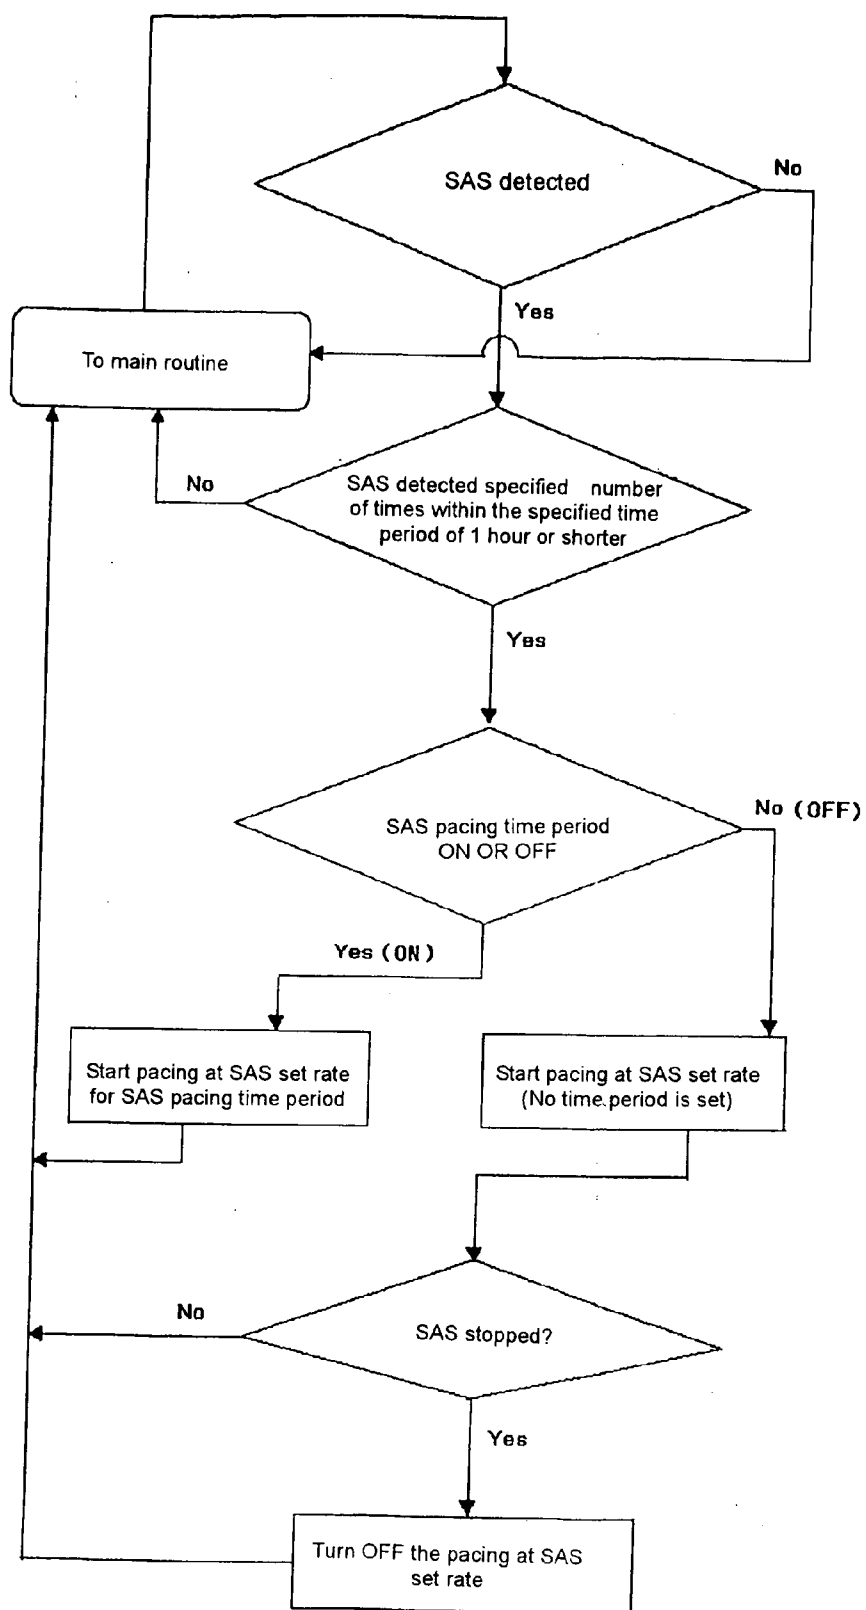 SAS detected
No
Yes
To main routine
No
SAS detected specified number
of times within the specified time
period of 1 hour or shorter
Yes
SAS pacing time period
ON OR OFF
No (OFF)
Yes (ON)
Start pacing at SAS set rate
for SAS pacing time period
Start pacing at SAS set rate
(No time period is set)
No
SAS stopped?
Yes
Turn OFF the pacing at SAS
set rate